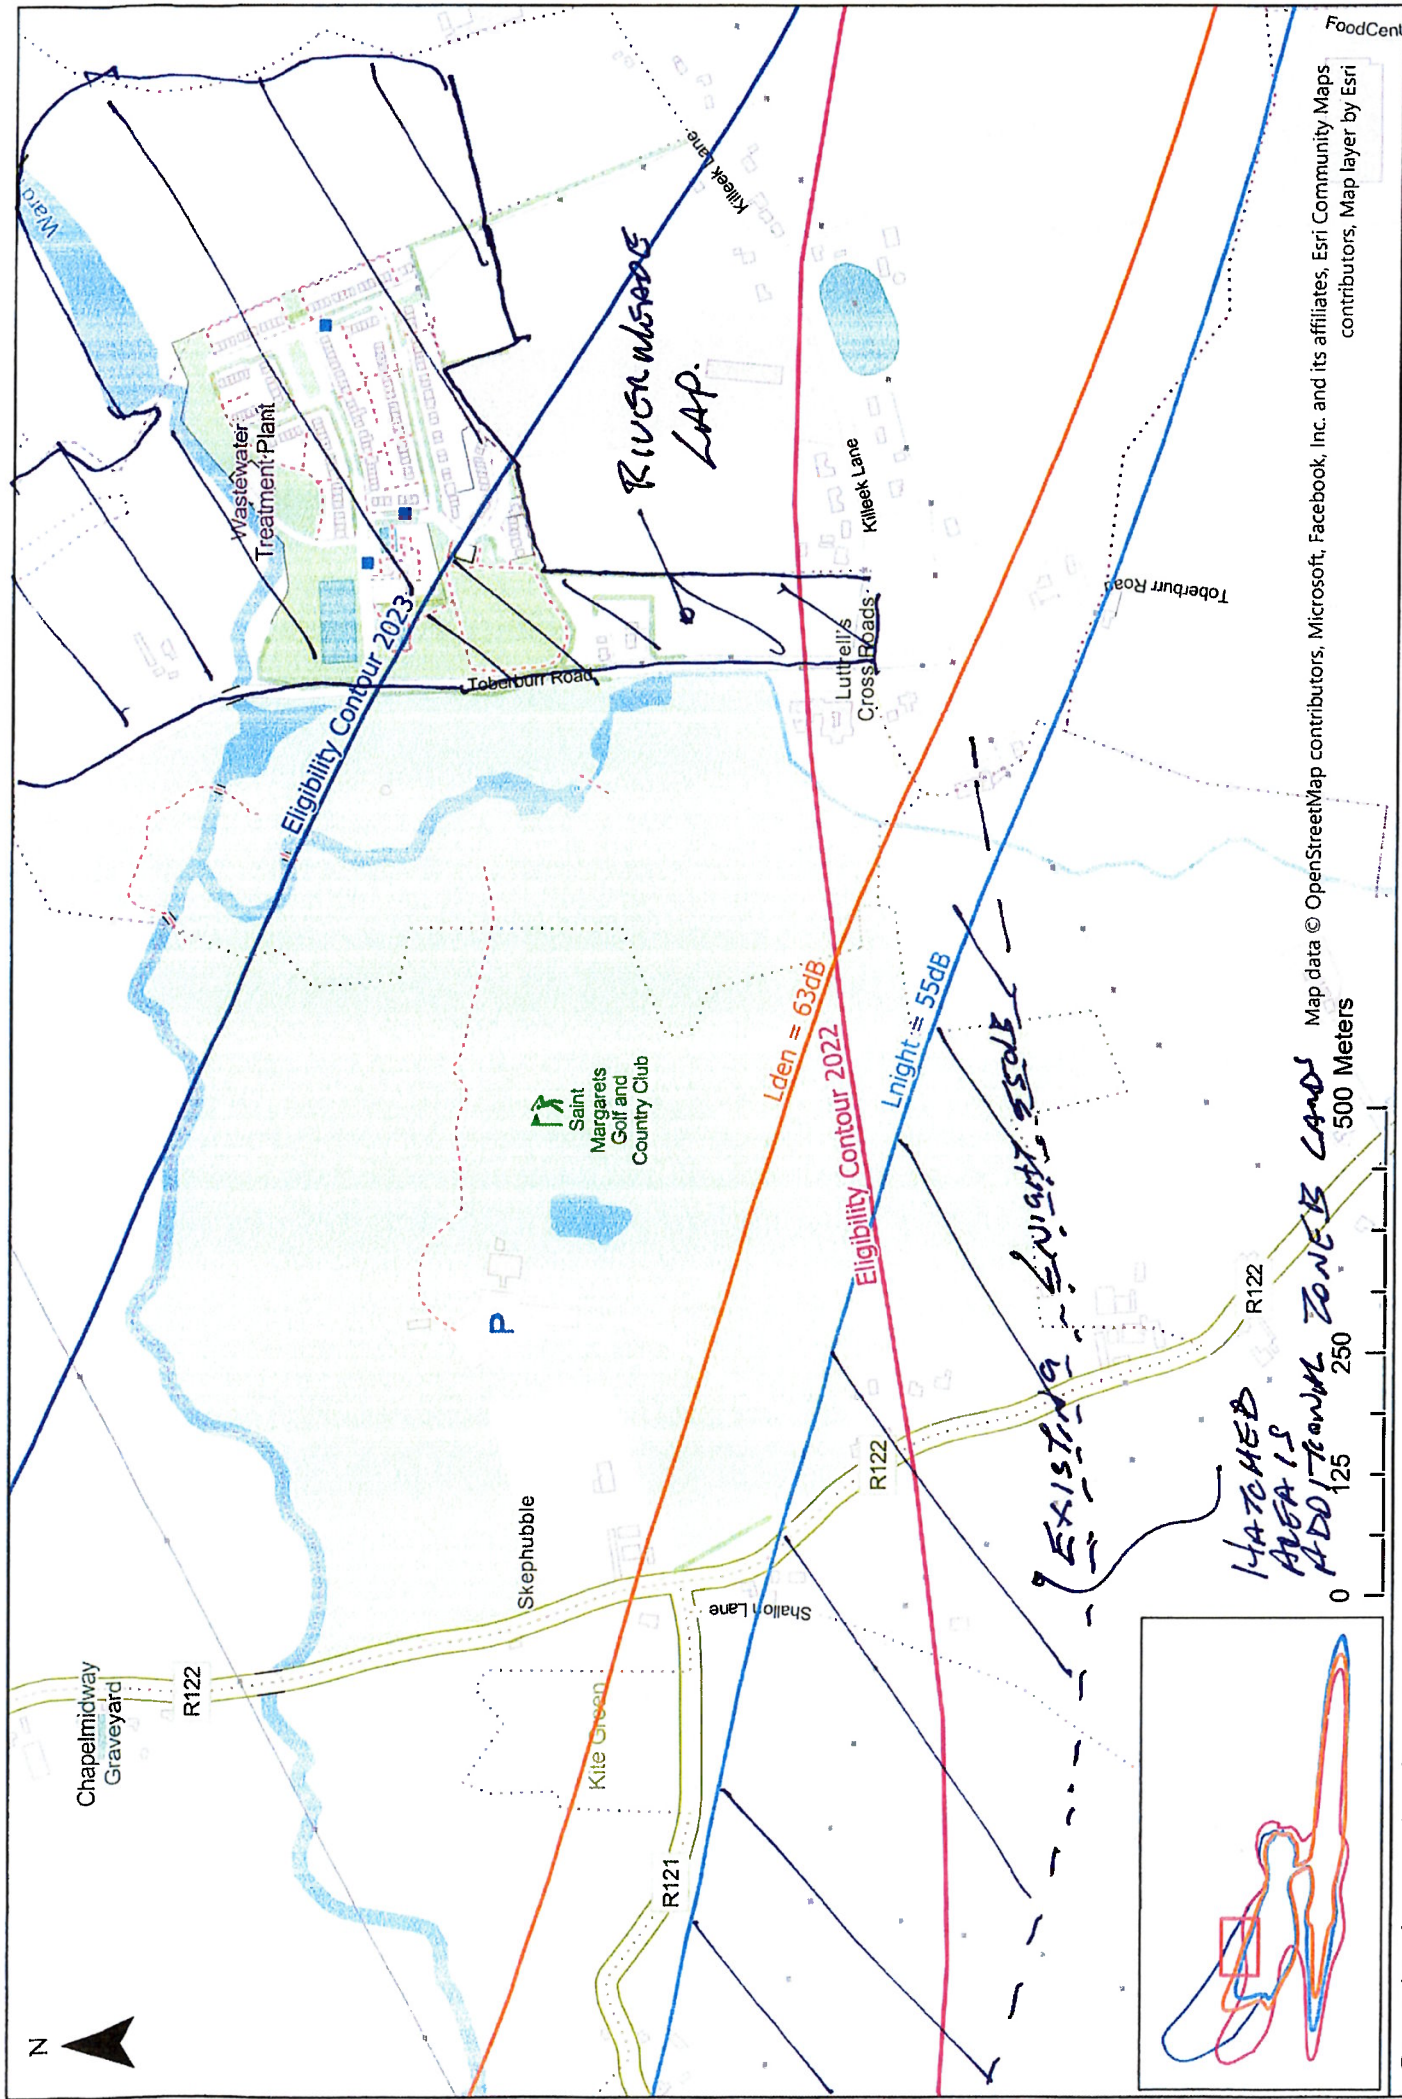 N
Chapelmidway
Graveyard
R122
Skephubble
Kite Green
R121
Shallon Lane
R122
R122
P
Saint
Margarets
Golf and
Country Club
Eligibility Contour 2023
Eligibility Contour 2022
Lden = 63dB
Lnight = 55dB
Ward
Wastewater
Treatment Plant
Toberburr Road
RIVERMEADE
LAP.
Killeek Lane
Killeek Lane
Luttrell's
Cross Roads
Toberburr Road
FoodCent
EXISTING LNIGHT 55dB
HATCHED
AREA IS
ADDITIONAL ZONE B LANDS
0 125 250 500 Meters
Map data © OpenStreetMap contributors, Microsoft, Facebook, Inc. and its affiliates, Esri Community Maps
contributors, Map layer by Esri